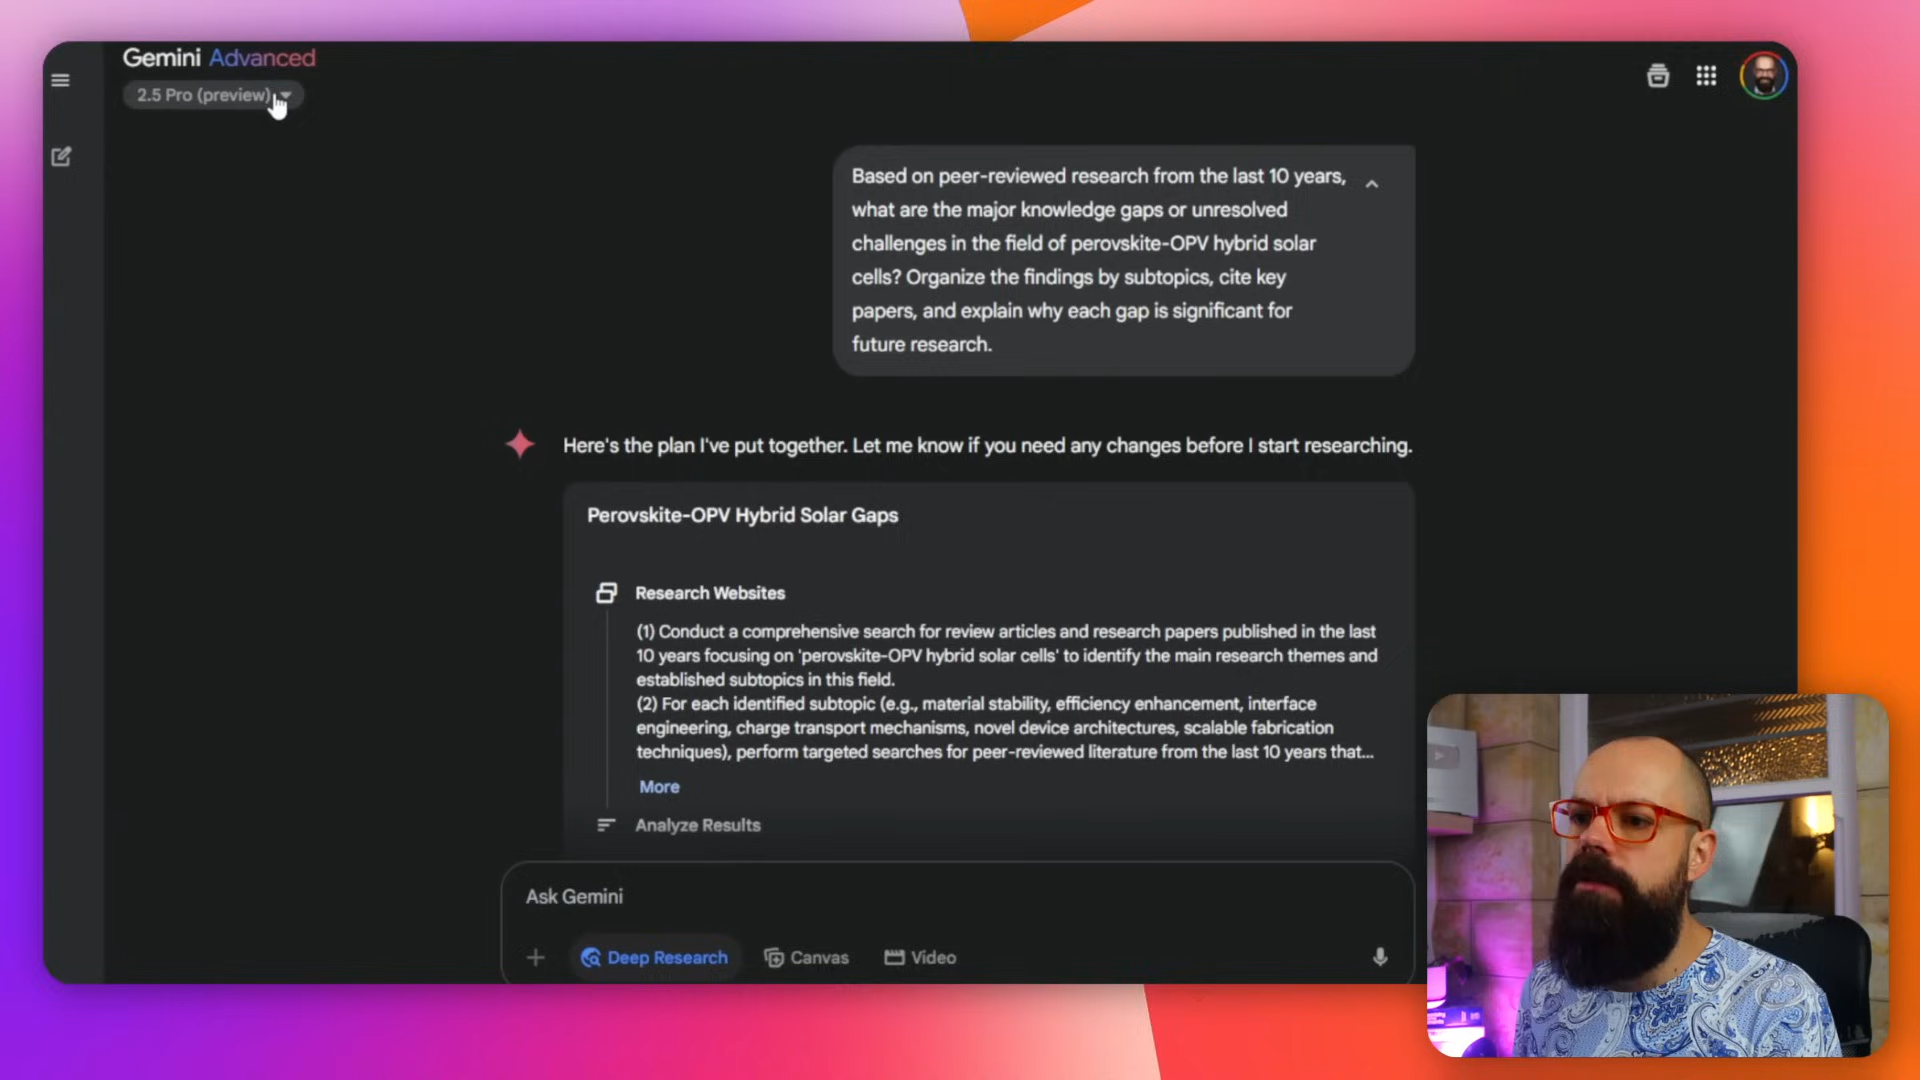 Gemini Advanced
2.5 Pro (preview)
Based on peer-reviewed research from the last 10 years,
what are the major knowledge gaps or unresolved
challenges in the field of perovskite-OPV hybrid solar
cells? Organize the findings by subtopics, cite key
papers, and explain why each gap is significant for
future research.
Here's the plan I've put together. Let me know if you need any changes before I start researching.
Perovskite-OPV Hybrid Solar Gaps
Research Websites
(1) Conduct a comprehensive search for review articles and research papers published in the last
10 years focusing on 'perovskite-OPV hybrid solar cells' to identify the main research themes and
established subtopics in this field.
(2) For each identified subtopic (e.g., material stability, efficiency enhancement, interface
engineering, charge transport mechanisms, novel device architectures, scalable fabrication
techniques), perform targeted searches for peer-reviewed literature from the last 10 years that...
More
Analyze Results
Ask Gemini
Deep Research
Canvas
Video